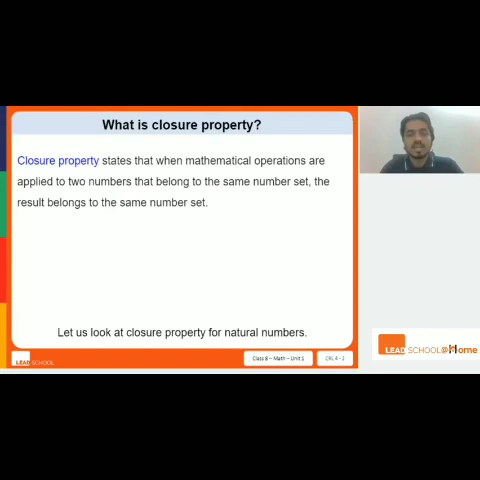 What is closure property?
Closure property states that when mathematical operations are
applied to two numbers that belong to the same number set, the
result belongs to the same number set.
Let us look at closure property for natural numbers.
LEAD SCHOOL
Class 8 – Math – Unit 1
CRL 4 - 2
LEAD SCHOOL@Home